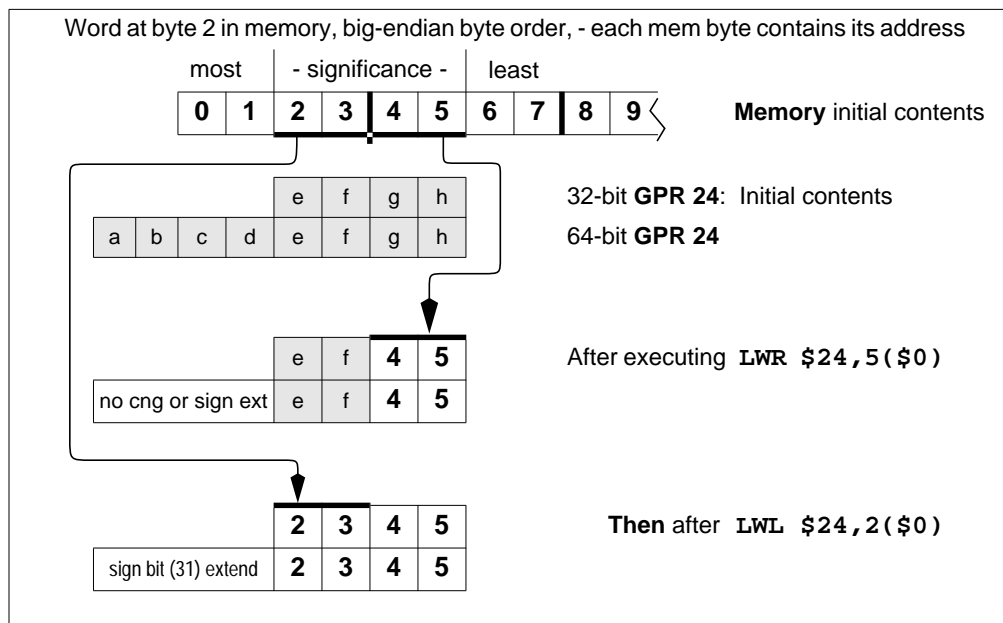 Word at byte 2 in memory, big-endian byte order, - each mem byte contains its address
most - significance - least
0 1 2 3 4 5 6 7 8 9 Memory initial contents
e f g h 32-bit GPR 24: Initial contents
a b c d e f g h 64-bit GPR 24
e f 4 5 After executing LWR $24,5($0)
no cng or sign ext e f 4 5
2 3 4 5 Then after LWL $24,2($0)
sign bit (31) extend 2 3 4 5